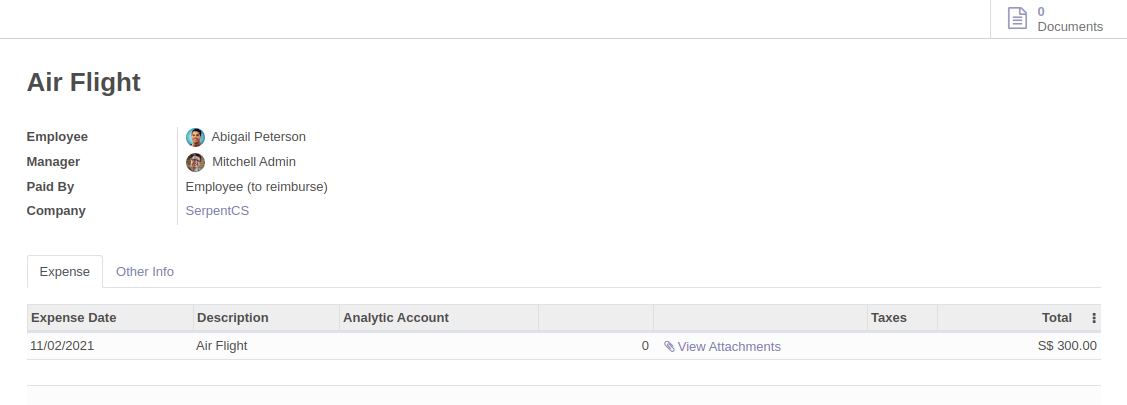 0
Documents
Air Flight
Employee Abigail Peterson
Manager Mitchell Admin
Paid By Employee (to reimburse)
Company SerpentCS
Expense Other Info
Expense Date Description Analytic Account Taxes Total
11/02/2021 Air Flight 0 View Attachments S$ 300.00